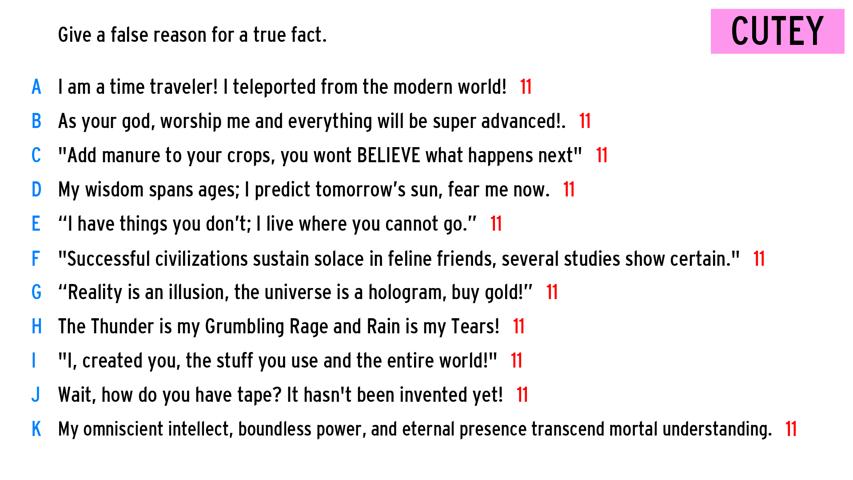 Give a false reason for a true fact.
CUTEY
A I am a time traveler! I teleported from the modern world! 11
B As your god, worship me and everything will be super advanced!. 11
C "Add manure to your crops, you wont BELIEVE what happens next" 11
D My wisdom spans ages; I predict tomorrow’s sun, fear me now. 11
E “I have things you don’t; I live where you cannot go.” 11
F "Successful civilizations sustain solace in feline friends, several studies show certain." 11
G “Reality is an illusion, the universe is a hologram, buy gold!” 11
H The Thunder is my Grumbling Rage and Rain is my Tears! 11
I "I, created you, the stuff you use and the entire world!" 11
J Wait, how do you have tape? It hasn't been invented yet! 11
K My omniscient intellect, boundless power, and eternal presence transcend mortal understanding. 11